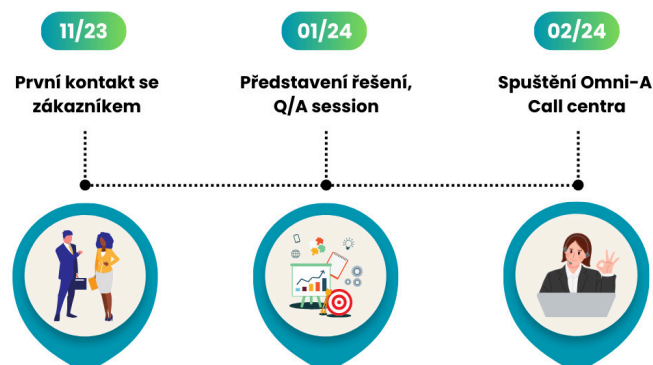 11/23
01/24
02/24
První kontakt se
zákazníkem
Představení řešení,
Q/A session
Spuštění Omni-A
Call centra